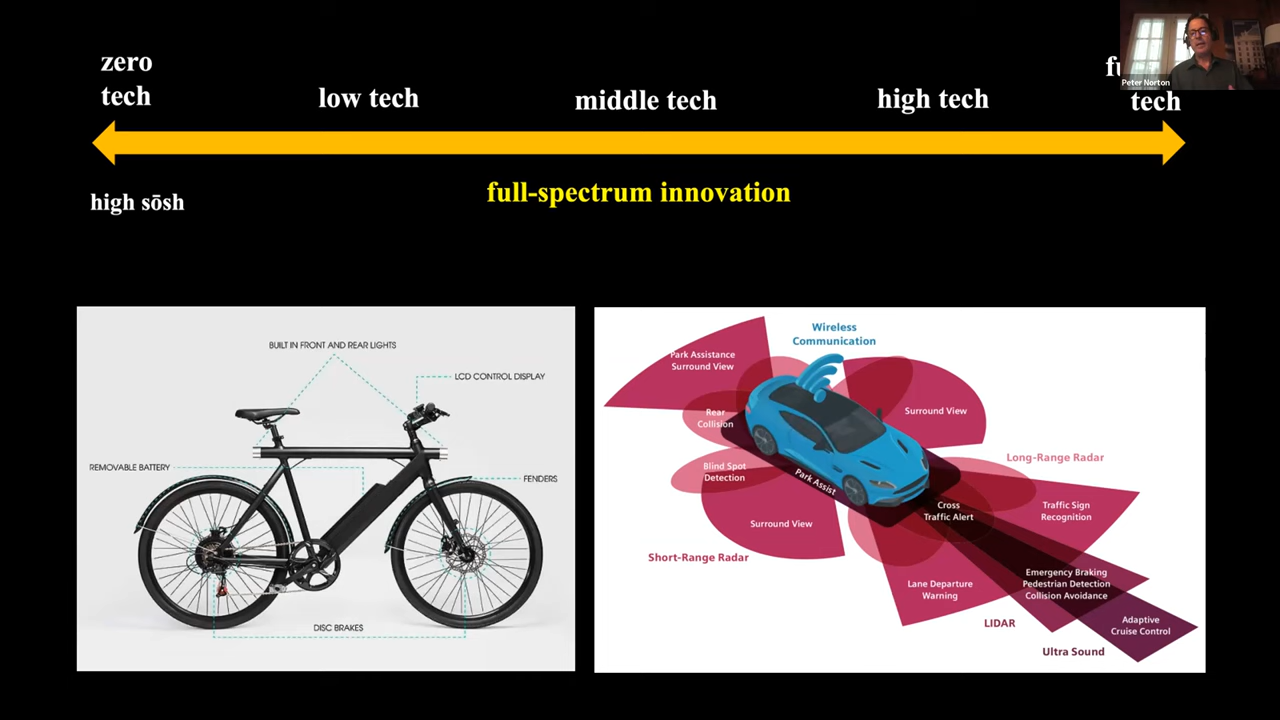 zero
tech
low tech
middle tech
high tech
tech
Peter Norton
high sōsh
full-spectrum innovation
BUILT IN FRONT AND REAR LIGHTS
LCD CONTROL DISPLAY
REMOVABLE BATTERY
FENDERS
DISC BRAKES
Wireless
Communication
Park Assistance
Surround View
Rear
Collision
Surround View
Blind Spot
Detection
Park Assist
Long-Range Radar
Cross
Traffic Alert
Traffic Sign
Recognition
Surround View
Short-Range Radar
Lane Departure
Warning
Emergency Braking
Pedestrian Detection
Collision Avoidance
LIDAR
Adaptive
Cruise Control
Ultra Sound